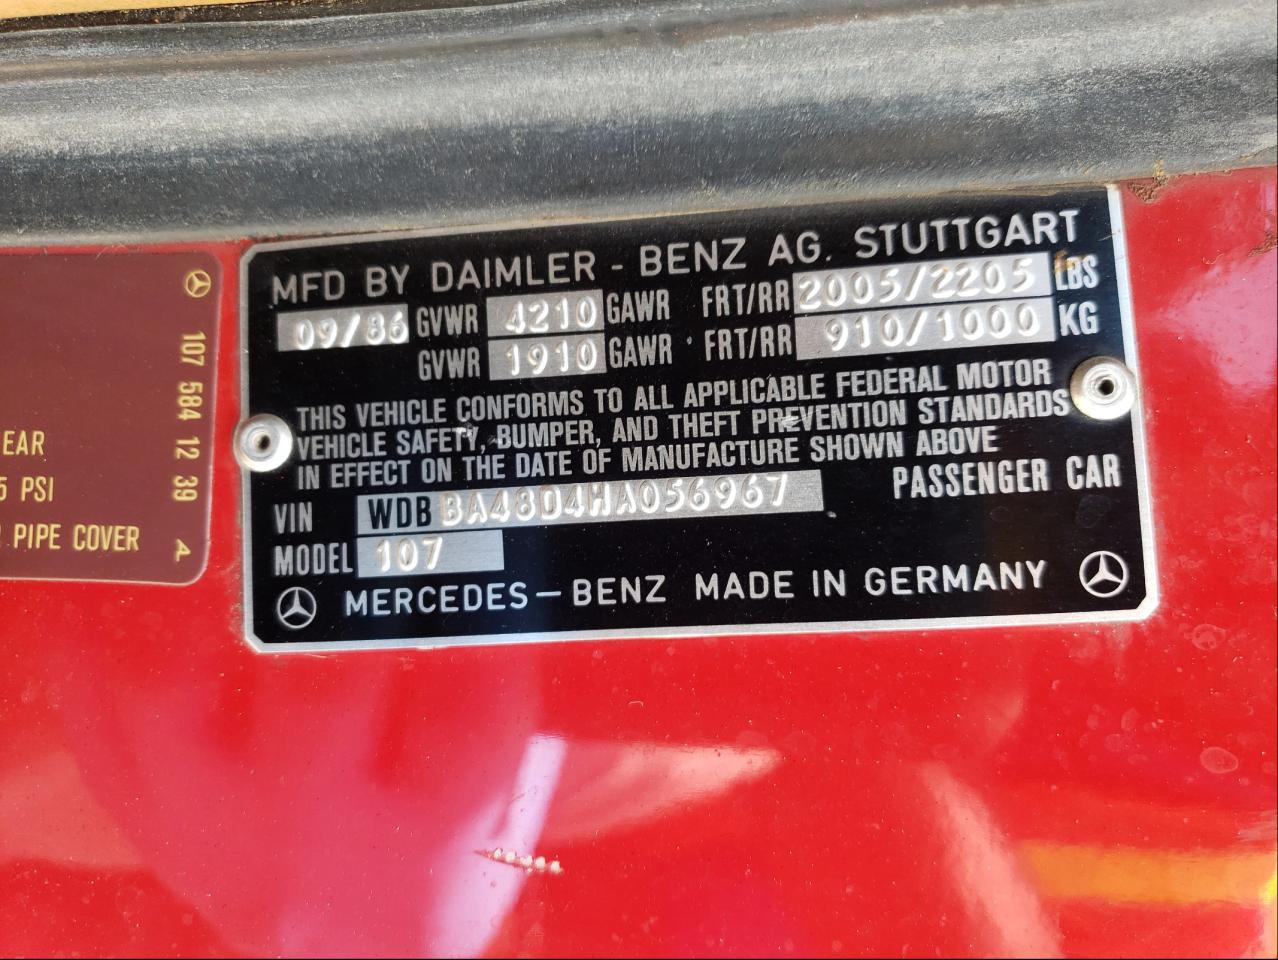 MFD BY DAIMLER - BENZ AG. STUTTGART
09/86 GVWR 4210 GAWR FRT/RR 2005/2205 LBS
GVWR 1910 GAWR FRT/RR 910/1000 KG
THIS VEHICLE CONFORMS TO ALL APPLICABLE FEDERAL MOTOR
VEHICLE SAFETY, BUMPER, AND THEFT PREVENTION STANDARDS
IN EFFECT ON THE DATE OF MANUFACTURE SHOWN ABOVE
VIN WDB BA48D4HA056967 PASSENGER CAR
MODEL 107
MERCEDES - BENZ MADE IN GERMANY
107 584 12 39
EAR
5 PSI
PIPE COVER
A